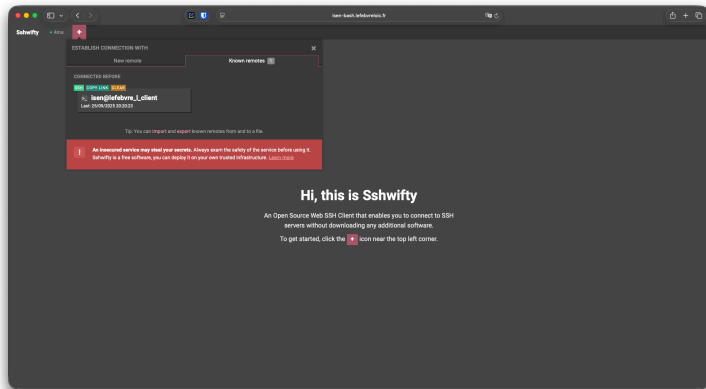 isen-bash.lefebvreloic.fr
Sshwifty
4ms
+
ESTABLISH CONNECTION WITH
New remote
Known remotes 1
CONNECTED BEFORE
SSH COPY LINK CLEAR
>_ isen@lefebvre_l_client
Last: 25/09/2025 20:20:23
Tip: You can import and export known remotes from and to a file.
! An insecured service may steal your secrets. Always exam the safety of the service before using it.
Sshwifty is a free software, you can deploy it on your own trusted infrastructure. Learn more
Hi, this is Sshwifty
An Open Source Web SSH Client that enables you to connect to SSH
servers without downloading any additional software.
To get started, click the + icon near the top left corner.